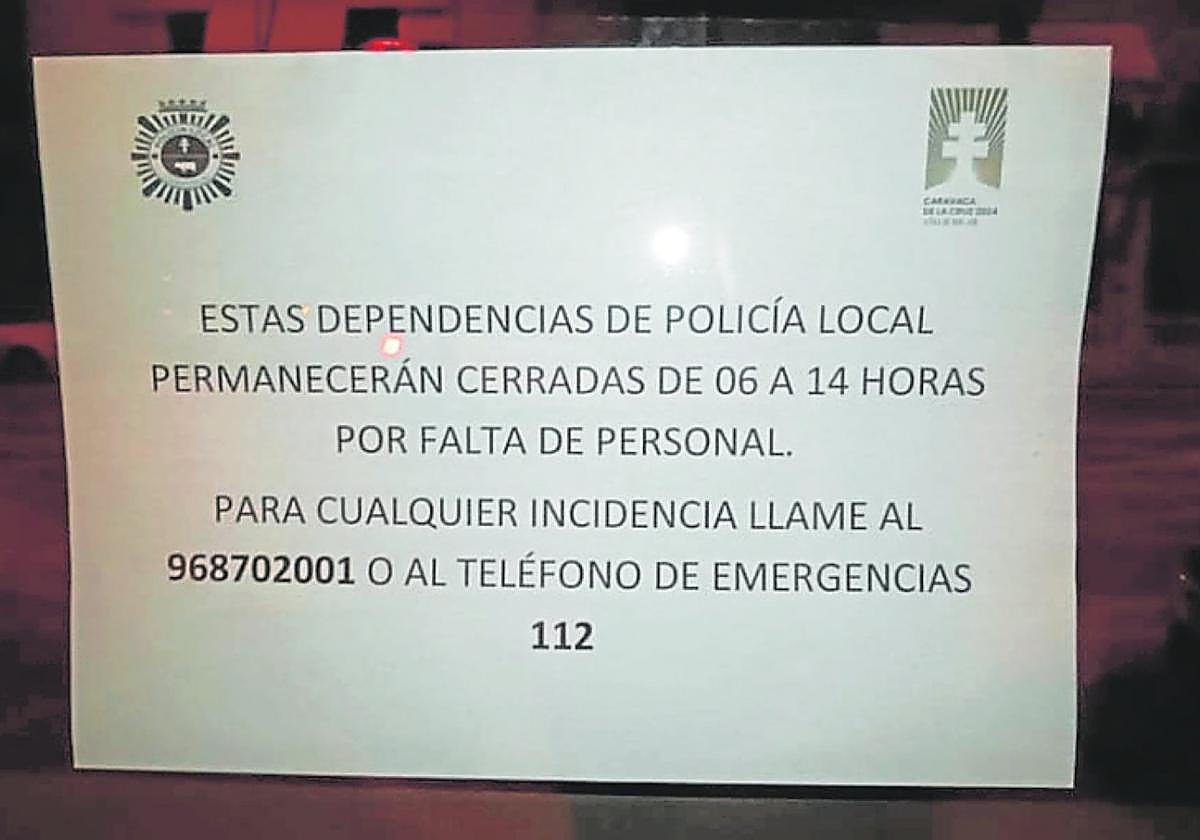 CARAVACA
DE LA CRUZ 2024
ESTAS DEPENDENCIAS DE POLICÍA LOCAL
PERMANECERÁN CERRADAS DE 06 A 14 HORAS
POR FALTA DE PERSONAL.
PARA CUALQUIER INCIDENCIA LLAME AL
968702001 O AL TELÉFONO DE EMERGENCIAS
112